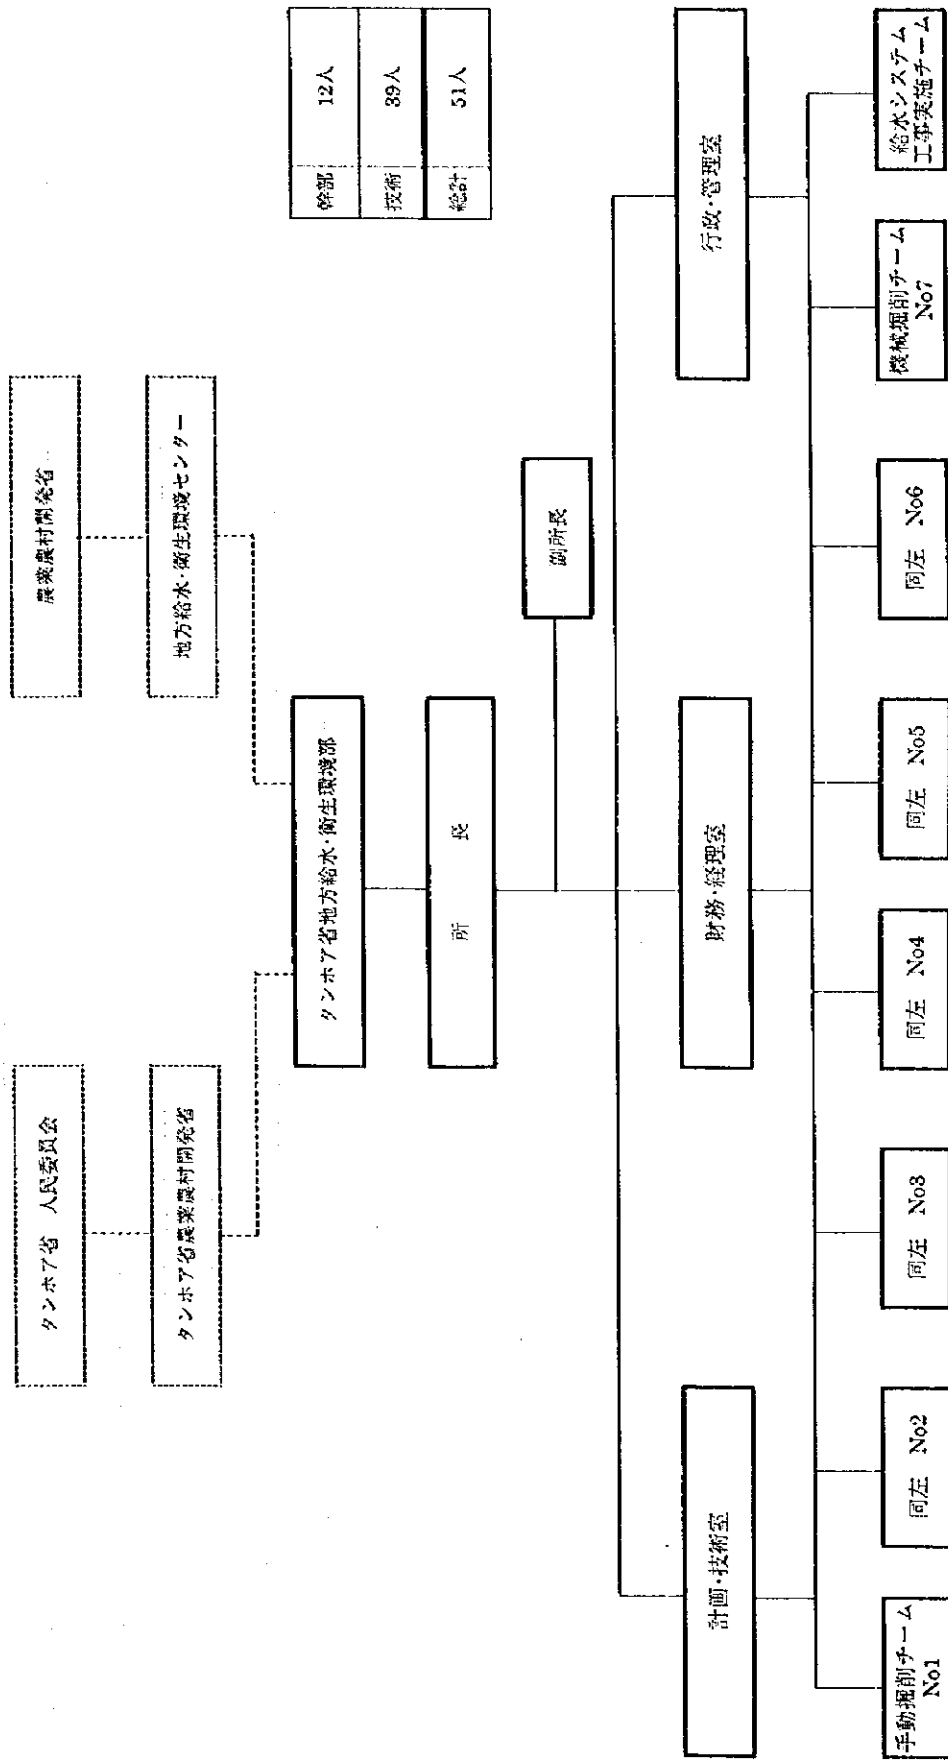 タンホア省 人民委員会
農業農村開発省
タンホア省農業農村開発省
地方給水・衛生環境センター
タンホア省地方給水・衛生環境部
幹部 12人
技術 39人
総計 51人
所 長
副所長
計画・技術室
財務・経理室
行政・管理室
手動掘削チーム
No1
同左 No2
同左 No3
同左 No4
同左 No5
同左 No6
機械掘削チーム
No7
給水システム
工事実施チーム